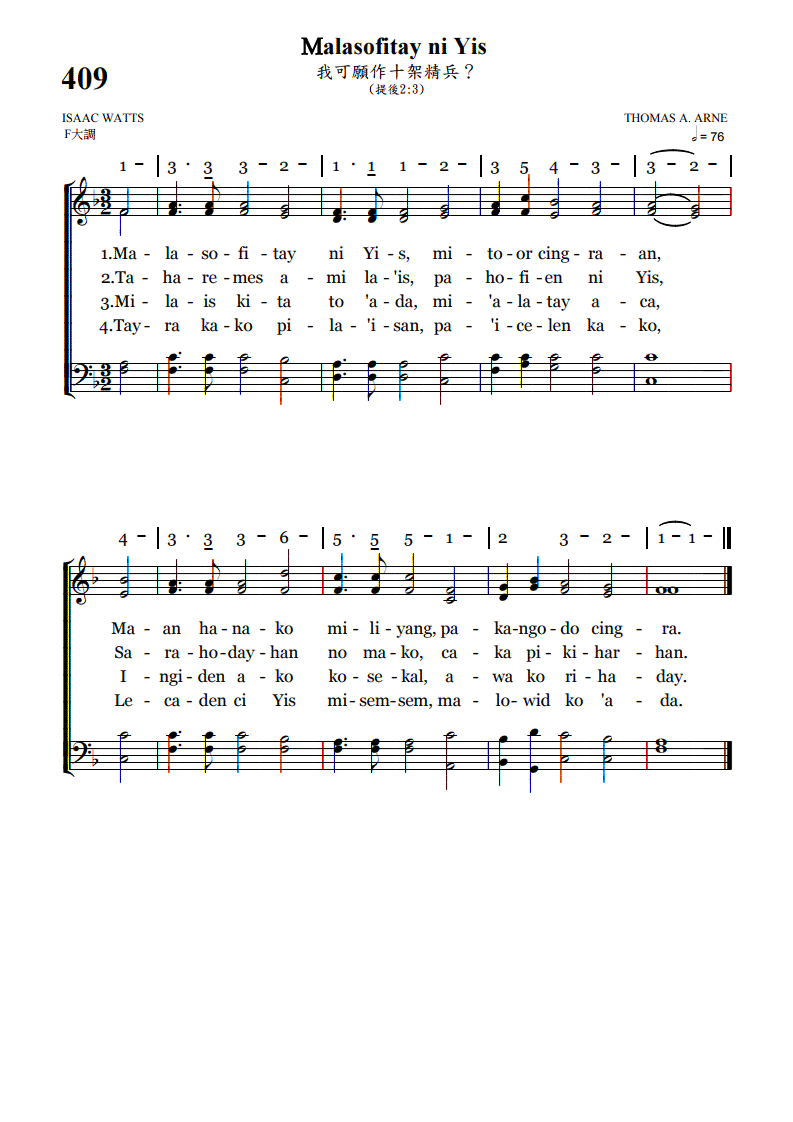 Malasofitay ni Yis
409
我可願作十架精兵？
(提後2:3)
ISAAC WATTS
THOMAS A. ARNE
F大調
= 76
1 - | 3 · 3 3 - 2 - | 1 · 1 1 - 2 - | 3 5 4 - 3 - | 3 - 2 - |
1.Ma - la - so - fi - tay ni Yi - s, mi - to - or cing - ra - an,
2.Ta - ha - re - mes a - mi la - 'is, pa - ho - fi - en ni Yis,
3.Mi - la - is ki - ta to 'a - da, mi - 'a - la - tay a - ca,
4.Tay - ra ka - ko pi - la - 'i - san, pa - 'i - ce - len ka - ko,
4 - | 3 · 3 3 - 6 - | 5 · 5 5 - 1 - | 2 3 - 2 - | 1 - 1 - ||
Ma - an ha - na - ko mi - li - yang, pa - ka - ngo - do cing - ra.
Sa - ra - ho - day - han no ma - ko, ca - ka pi - ki - har - han.
I - ngi - den a - ko ko - se - kal, a - wa ko ri - ha - day.
Le - ca - den ci Yis mi - sem - sem, ma - lo - wid ko 'a - da.